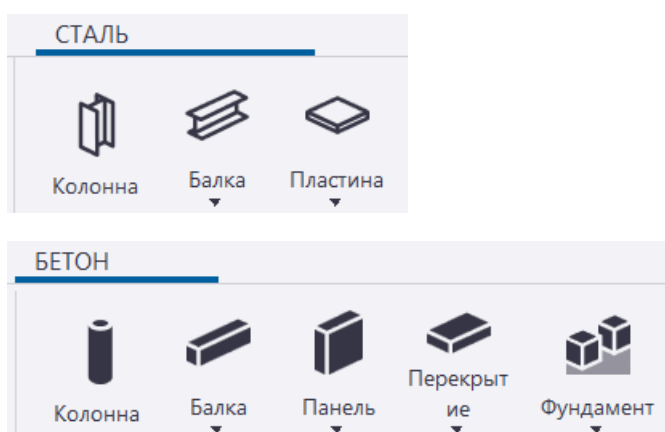 СТАЛЬ
Колонна Балка Пластина
БЕТОН
Колонна Балка Панель Перекрыт
ие Фундамент